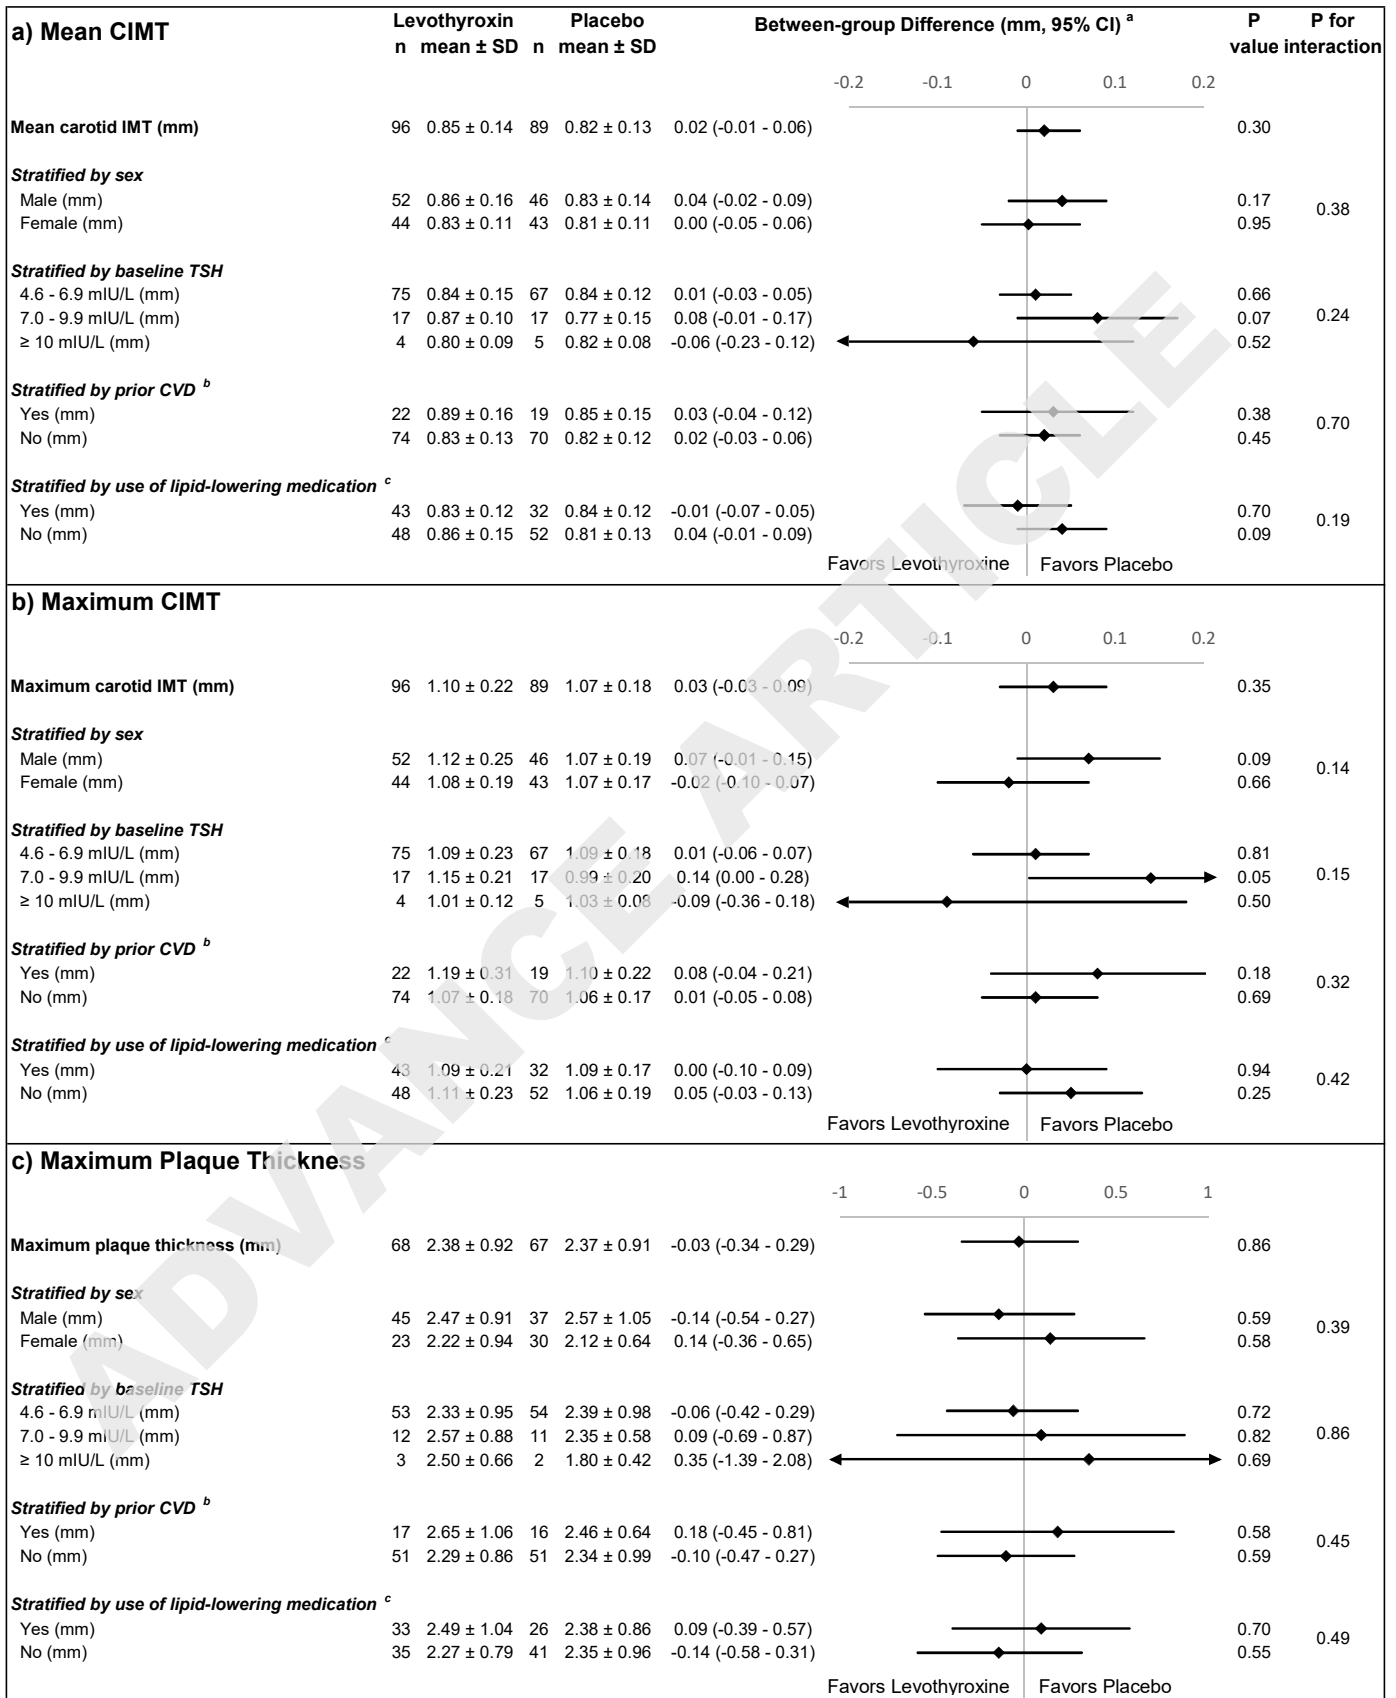 a) Mean CIMT Levothyroxin Placebo Between-group Difference (mm, 95% CI) a P P for
n mean ± SD n mean ± SD value interaction
-0.2 -0.1 0 0.1 0.2
Mean carotid IMT (mm) 96 0.85 ± 0.14 89 0.82 ± 0.13 0.02 (-0.01 - 0.06) 0.30
Stratified by sex
Male (mm) 52 0.86 ± 0.16 46 0.83 ± 0.14 0.04 (-0.02 - 0.09) 0.17
0.38
Female (mm) 44 0.83 ± 0.11 43 0.81 ± 0.11 0.00 (-0.05 - 0.06) 0.95
Stratified by baseline TSH
4.6 - 6.9 mIU/L (mm) 75 0.84 ± 0.15 67 0.84 ± 0.12 0.01 (-0.03 - 0.05) 0.66
7.0 - 9.9 mIU/L (mm) 17 0.87 ± 0.10 17 0.77 ± 0.15 0.08 (-0.01 - 0.17) 0.07 0.24
≥ 10 mIU/L (mm) 4 0.80 ± 0.09 5 0.82 ± 0.08 -0.06 (-0.23 - 0.12) 0.52
Stratified by prior CVD b
Yes (mm) 22 0.89 ± 0.16 19 0.85 ± 0.15 0.03 (-0.04 - 0.12) 0.38
0.70
No (mm) 74 0.83 ± 0.13 70 0.82 ± 0.12 0.02 (-0.03 - 0.06) 0.45
Stratified by use of lipid-lowering medication c
Yes (mm) 43 0.83 ± 0.12 32 0.84 ± 0.12 -0.01 (-0.07 - 0.05) 0.70
0.19
No (mm) 48 0.86 ± 0.15 52 0.81 ± 0.13 0.04 (-0.01 - 0.09) 0.09
Favors Levothyroxine Favors Placebo
b) Maximum CIMT
-0.2 -0.1 0 0.1 0.2
Maximum carotid IMT (mm) 96 1.10 ± 0.22 89 1.07 ± 0.18 0.03 (-0.03 - 0.09) 0.35
Stratified by sex
Male (mm) 52 1.12 ± 0.25 46 1.07 ± 0.19 0.07 (-0.01 - 0.15) 0.09
0.14
Female (mm) 44 1.08 ± 0.19 43 1.07 ± 0.17 -0.02 (-0.10 - 0.07) 0.66
Stratified by baseline TSH
4.6 - 6.9 mIU/L (mm) 75 1.09 ± 0.23 67 1.09 ± 0.18 0.01 (-0.06 - 0.07) 0.81
7.0 - 9.9 mIU/L (mm) 17 1.15 ± 0.21 17 0.99 ± 0.20 0.14 (0.00 - 0.28) 0.05 0.15
≥ 10 mIU/L (mm) 4 1.01 ± 0.12 5 1.03 ± 0.08 -0.09 (-0.36 - 0.18) 0.50
Stratified by prior CVD b
Yes (mm) 22 1.19 ± 0.31 19 1.10 ± 0.22 0.08 (-0.04 - 0.21) 0.18
0.32
No (mm) 74 1.07 ± 0.18 70 1.06 ± 0.17 0.01 (-0.05 - 0.08) 0.69
Stratified by use of lipid-lowering medication c
Yes (mm) 43 1.09 ± 0.21 32 1.09 ± 0.17 0.00 (-0.10 - 0.09) 0.94
0.42
No (mm) 48 1.11 ± 0.23 52 1.06 ± 0.19 0.05 (-0.03 - 0.13) 0.25
Favors Levothyroxine Favors Placebo
c) Maximum Plaque Thickness
-1 -0.5 0 0.5 1
Maximum plaque thickness (mm) 68 2.38 ± 0.92 67 2.37 ± 0.91 -0.03 (-0.34 - 0.29) 0.86
Stratified by sex
Male (mm) 45 2.47 ± 0.91 37 2.57 ± 1.05 -0.14 (-0.54 - 0.27) 0.59
0.39
Female (mm) 23 2.22 ± 0.94 30 2.12 ± 0.64 0.14 (-0.36 - 0.65) 0.58
Stratified by baseline TSH
4.6 - 6.9 mIU/L (mm) 53 2.33 ± 0.95 54 2.39 ± 0.98 -0.06 (-0.42 - 0.29) 0.72
7.0 - 9.9 mIU/L (mm) 12 2.57 ± 0.88 11 2.35 ± 0.58 0.09 (-0.69 - 0.87) 0.82 0.86
≥ 10 mIU/L (mm) 3 2.50 ± 0.66 2 1.80 ± 0.42 0.35 (-1.39 - 2.08) 0.69
Stratified by prior CVD b
Yes (mm) 17 2.65 ± 1.06 16 2.46 ± 0.64 0.18 (-0.45 - 0.81) 0.58
0.45
No (mm) 51 2.29 ± 0.86 51 2.34 ± 0.99 -0.10 (-0.47 - 0.27) 0.59
Stratified by use of lipid-lowering medication c
Yes (mm) 33 2.49 ± 1.04 26 2.38 ± 0.86 0.09 (-0.39 - 0.57) 0.70
0.49
No (mm) 35 2.27 ± 0.79 41 2.35 ± 0.96 -0.14 (-0.58 - 0.31) 0.55
Favors Levothyroxine Favors Placebo
ADVANCE ARTICLE